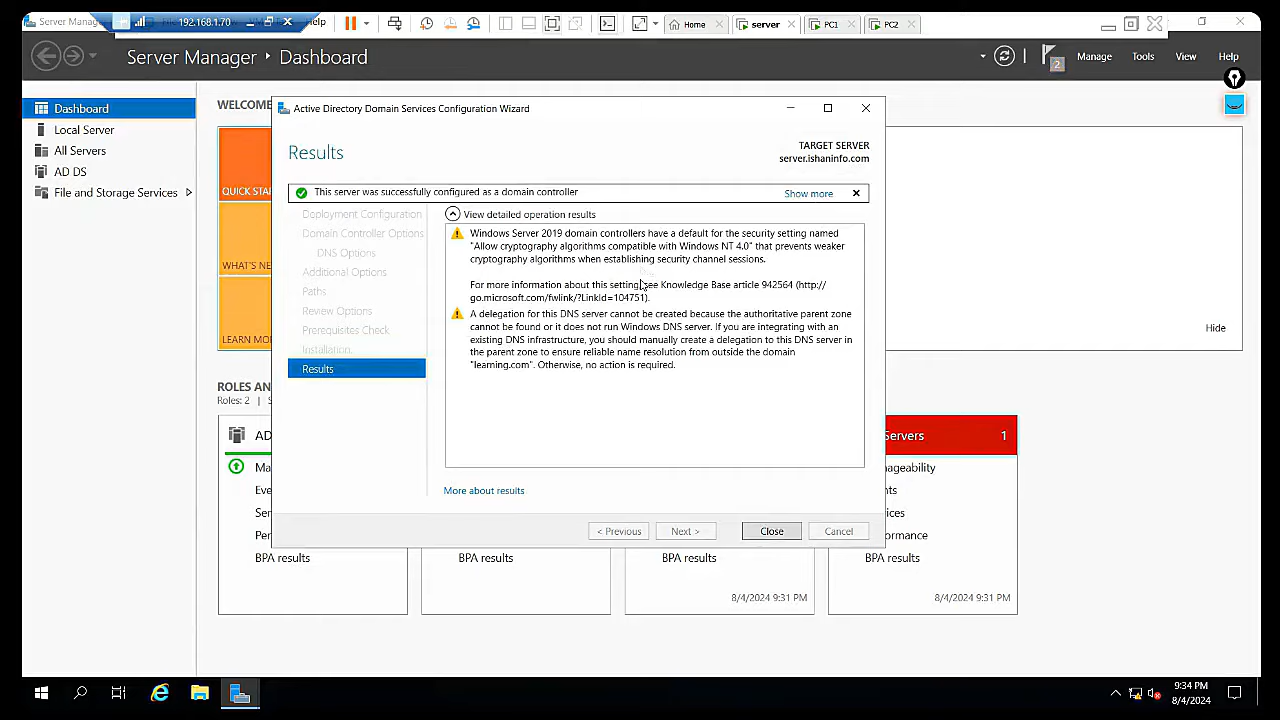 Server Manag
192.168.1.70
Help
Home
server
PC1
PC2
Server Manager
Dashboard
2
Manage
Tools
View
Help
Dashboard
Local Server
All Servers
AD DS
File and Storage Services
WELCOME
QUICK STA
WHAT'S NE
LEARN MO
Hide
Active Directory Domain Services Configuration Wizard
Results
TARGET SERVER
server.ishaninfo.com
This server was successfully configured as a domain controller
Show more
Deployment Configuration
Domain Controller Options
DNS Options
Additional Options
Paths
Review Options
Prerequisites Check
Installation
Results
View detailed operation results
Windows Server 2019 domain controllers have a default for the security setting named
"Allow cryptography algorithms compatible with Windows NT 4.0" that prevents weaker
cryptography algorithms when establishing security channel sessions.
For more information about this setting, see Knowledge Base article 942564 (http://
go.microsoft.com/fwlink/?LinkId=104751).
A delegation for this DNS server cannot be created because the authoritative parent zone
cannot be found or it does not run Windows DNS server. If you are integrating with an
existing DNS infrastructure, you should manually create a delegation to this DNS server in
the parent zone to ensure reliable name resolution from outside the domain
"learning.com". Otherwise, no action is required.
More about results
< Previous
Next >
Close
Cancel
ROLES AN
Roles: 2 | S
AD
Ma
Eve
Ser
Per
BPA results
BPA results
BPA results
8/4/2024 9:31 PM
Servers
1
nageability
nts
ices
ormance
BPA results
8/4/2024 9:31 PM
9:34 PM
8/4/2024